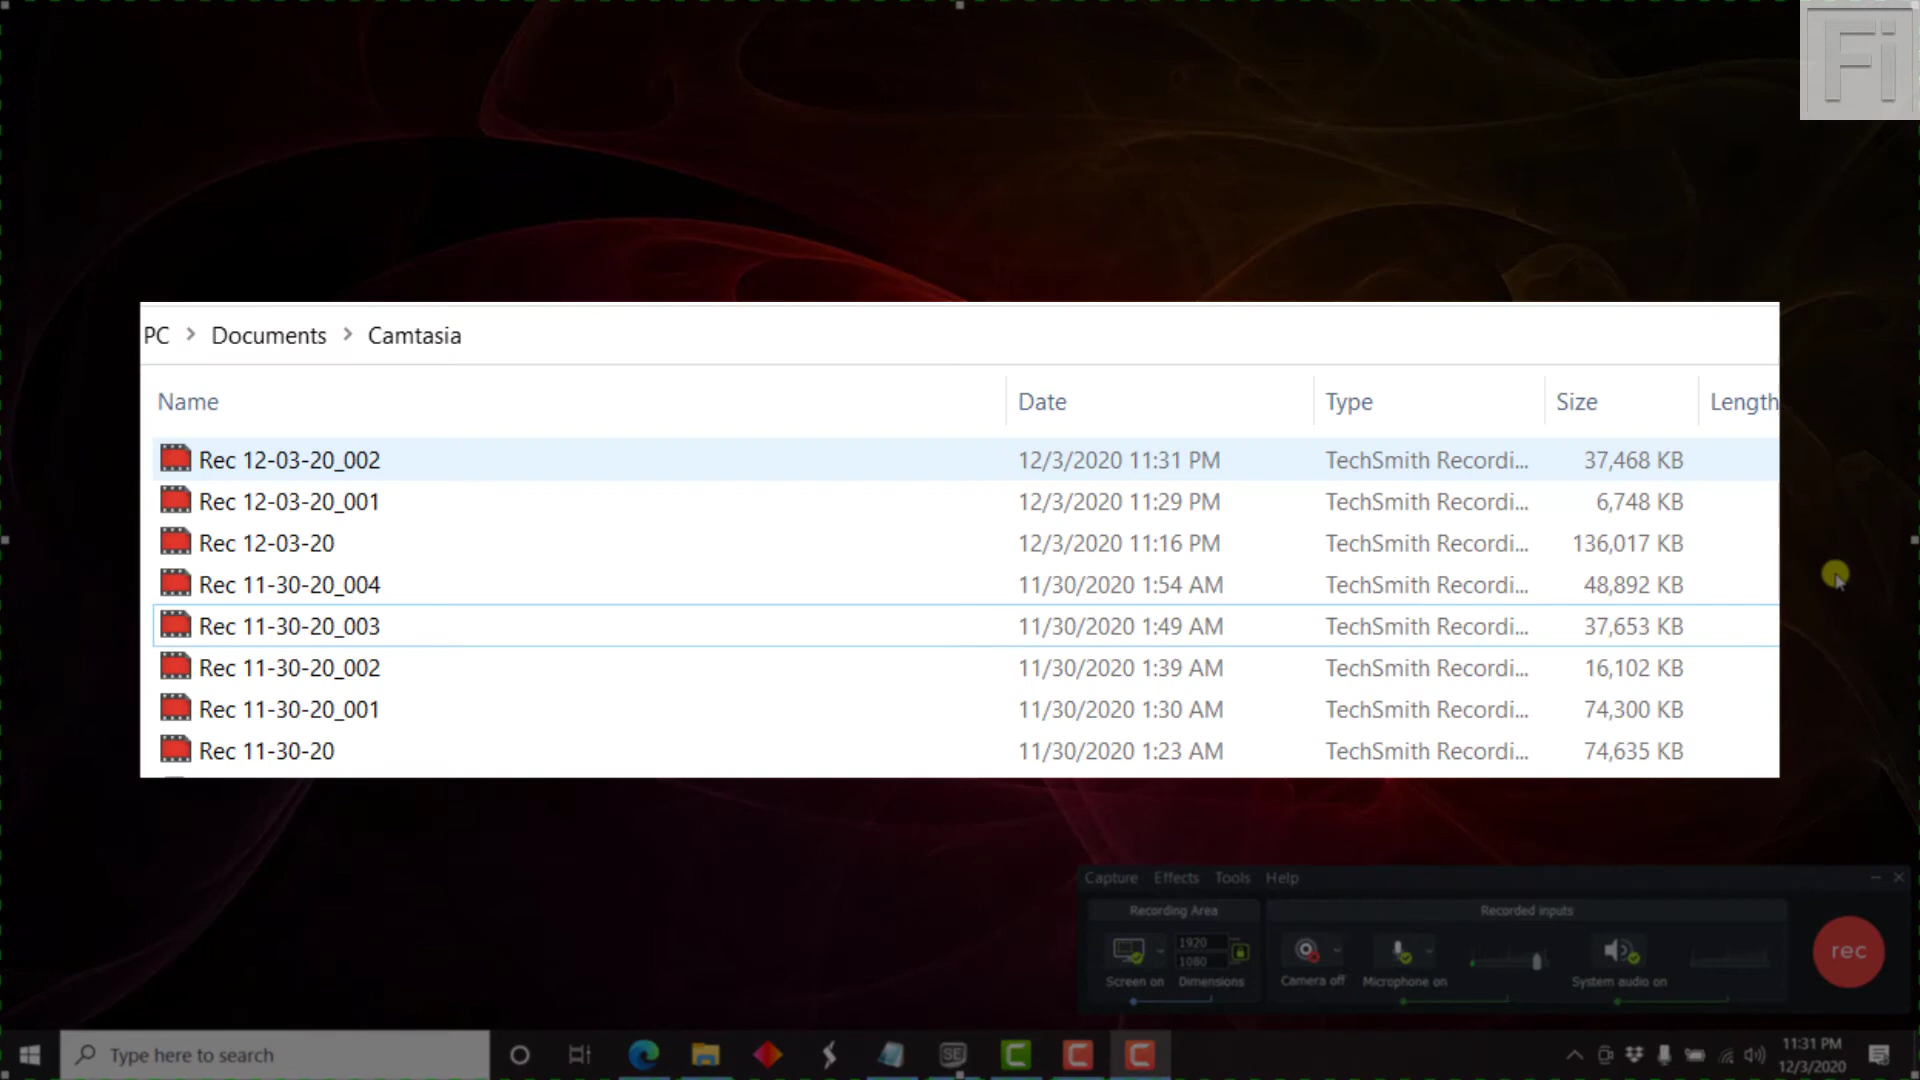 Fi
PC > Documents > Camtasia
Name Date Type Size Length
Rec 12-03-20_002 12/3/2020 11:31 PM TechSmith Recordi... 37,468 KB
Rec 12-03-20_001 12/3/2020 11:29 PM TechSmith Recordi... 6,748 KB
Rec 12-03-20 12/3/2020 11:16 PM TechSmith Recordi... 136,017 KB
Rec 11-30-20_004 11/30/2020 1:54 AM TechSmith Recordi... 48,892 KB
Rec 11-30-20_003 11/30/2020 1:49 AM TechSmith Recordi... 37,653 KB
Rec 11-30-20_002 11/30/2020 1:39 AM TechSmith Recordi... 16,102 KB
Rec 11-30-20_001 11/30/2020 1:30 AM TechSmith Recordi... 74,300 KB
Rec 11-30-20 11/30/2020 1:23 AM TechSmith Recordi... 74,635 KB
Capture Effects Tools Help
Recording Area Recorded inputs
1920
1080
rec
Screen on Dimensions Camera off Microphone on System audio on
Type here to search
SE
11:31 PM
12/3/2020